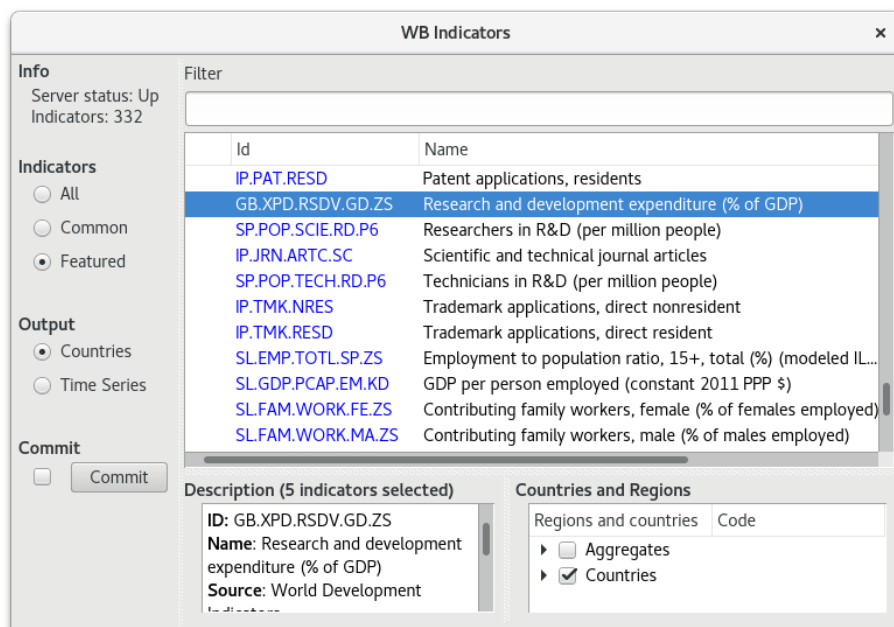 WB Indicators
Info
Server status: Up
Indicators: 332
Indicators
All
Common
Featured
Output
Countries
Time Series
Commit
Commit
Filter
Id Name
IP.PAT.RESD Patent applications, residents
GB.XPD.RSDV.GD.ZS Research and development expenditure (% of GDP)
SP.POP.SCIE.RD.P6 Researchers in R&D (per million people)
IP.JRN.ARTC.SC Scientific and technical journal articles
SP.POP.TECH.RD.P6 Technicians in R&D (per million people)
IP.TMK.NRES Trademark applications, direct nonresident
IP.TMK.RESD Trademark applications, direct resident
SL.EMP.TOTL.SP.ZS Employment to population ratio, 15+, total (%) (modeled IL...
SL.GDP.PCAP.EM.KD GDP per person employed (constant 2011 PPP $)
SL.FAM.WORK.FE.ZS Contributing family workers, female (% of females employed)
SL.FAM.WORK.MA.ZS Contributing family workers, male (% of males employed)
Description (5 indicators selected)
ID: GB.XPD.RSDV.GD.ZS
Name: Research and development
expenditure (% of GDP)
Source: World Development
Countries and Regions
Regions and countries Code
Aggregates
Countries